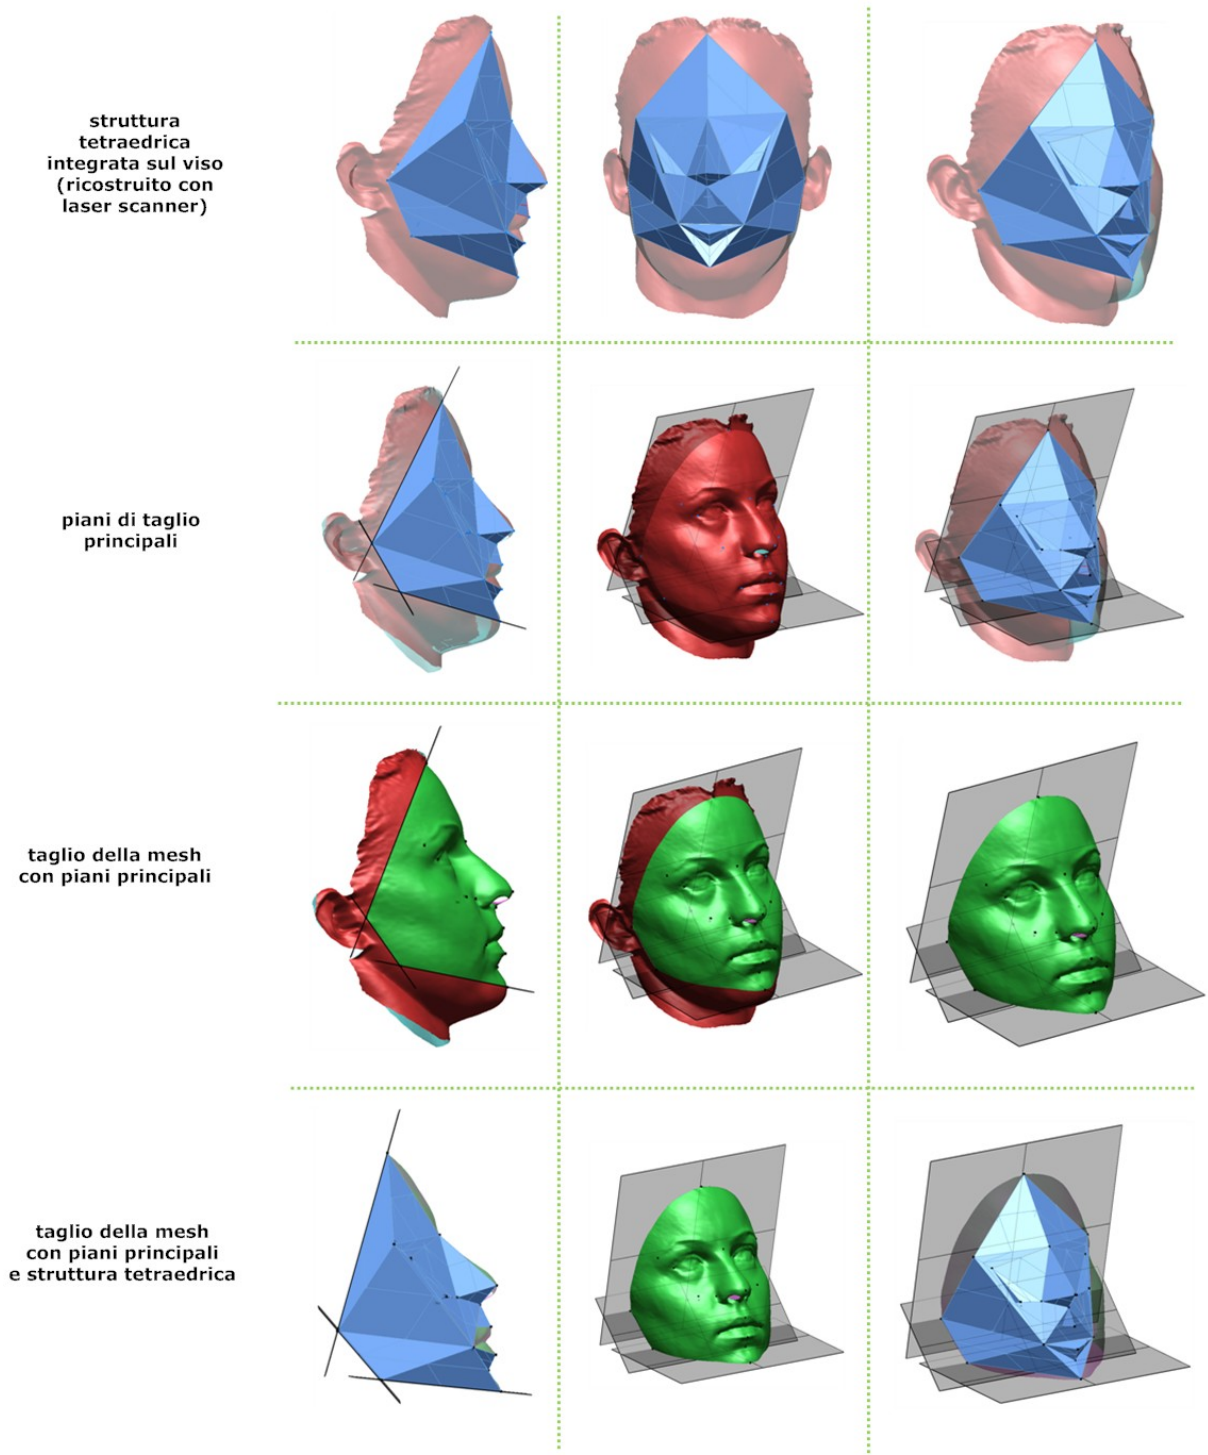 struttura
tetraedrica
integrata sul viso
(ricostruito con
laser scanner)
piani di taglio
principali
taglio della mesh
con piani principali
taglio della mesh
con piani principali
e struttura tetraedrica